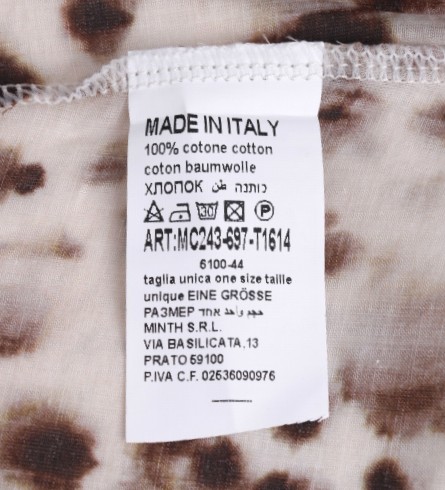 MADE IN ITALY
100% cotone cotton
coton baumwolle
ХЛОПОК כותנה قطن
30 P
ART:MC243-697-T1614
6100-44
taglia unica one size taille
unique EINE GRÖSSE
РАЗМЕР حجم واحد אחד
MINTH S.R.L.
VIA BASILICATA,13
PRATO 59100
P.IVA C.F. 02536090976